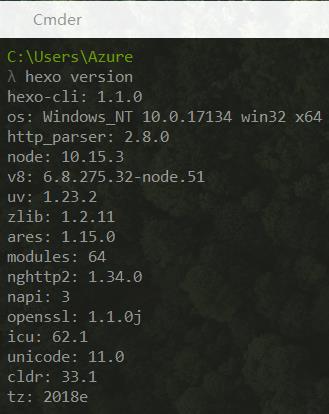 Cmder
C:\Users\Azure
λ hexo version
hexo-cli: 1.1.0
os: Windows_NT 10.0.17134 win32 x64
http_parser: 2.8.0
node: 10.15.3
v8: 6.8.275.32-node.51
uv: 1.23.2
zlib: 1.2.11
ares: 1.15.0
modules: 64
nghttp2: 1.34.0
napi: 3
openssl: 1.1.0j
icu: 62.1
unicode: 11.0
cldr: 33.1
tz: 2018e